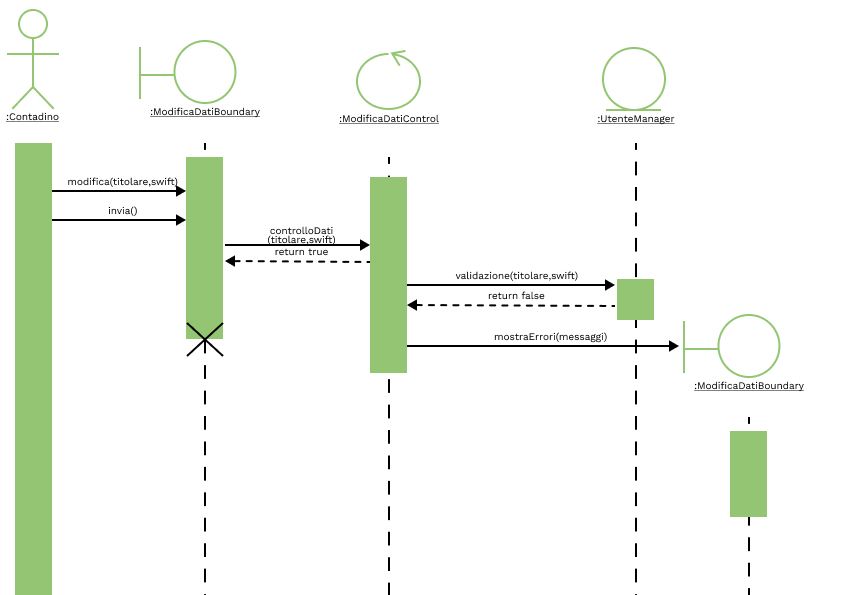 :Contadino
:ModificaDatiBoundary
:ModificaDatiControl
:UtenteManager
modifica(titolare,swift)
invia()
controlloDati
(titolare,swift)
return true
validazione(titolare,swift)
return false
mostraErrori(messaggi)
:ModificaDatiBoundary